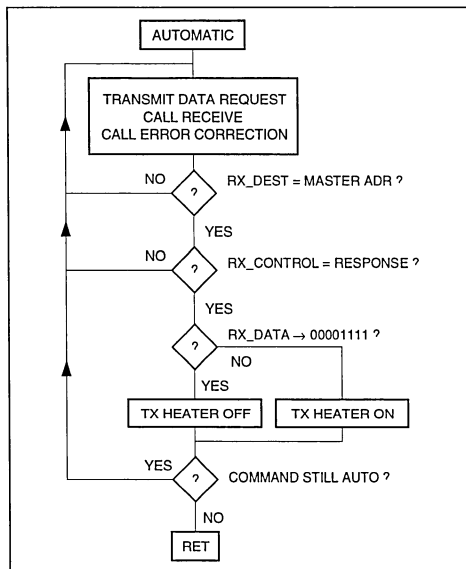 AUTOMATIC
TRANSMIT DATA REQUEST
CALL RECEIVE
CALL ERROR CORRECTION
NO
?
RX_DEST = MASTER ADR ?
YES
NO
?
RX_CONTROL = RESPONSE ?
YES
?
RX_DATA → 00001111 ?
NO
YES
TX HEATER OFF
TX HEATER ON
YES
?
COMMAND STILL AUTO ?
NO
RET